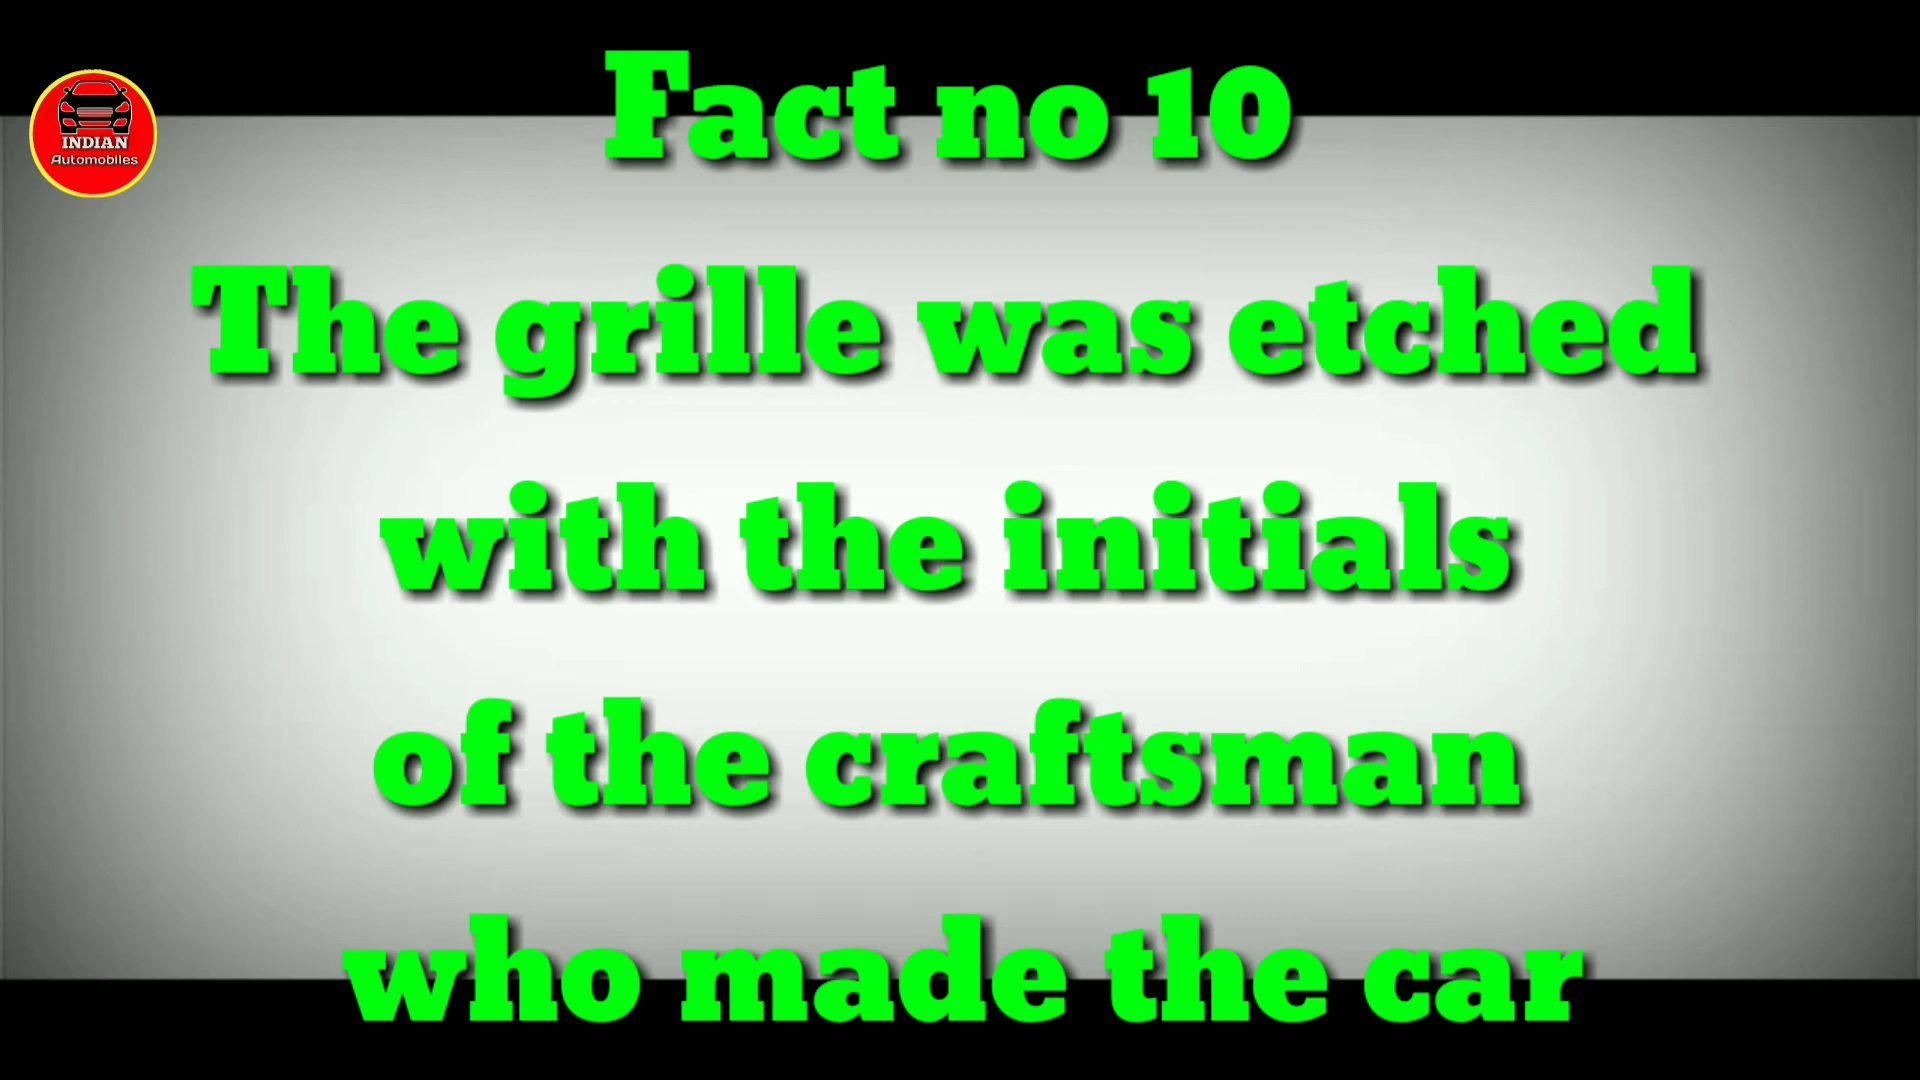 Fact no 10
INDIAN
Automobiles
The grille was etched
with the initials
of the craftsman
who made the car